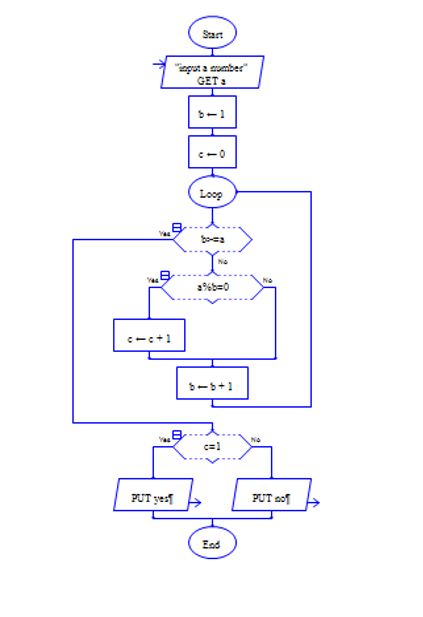 Start
"input a number"
GET a
b ← 1
c ← 0
Loop
Yes
b>=a
No
Yes
a%b=0
No
c ← c + 1
b ← b + 1
Yes
c=1
No
PUT yes¶
PUT no¶
End